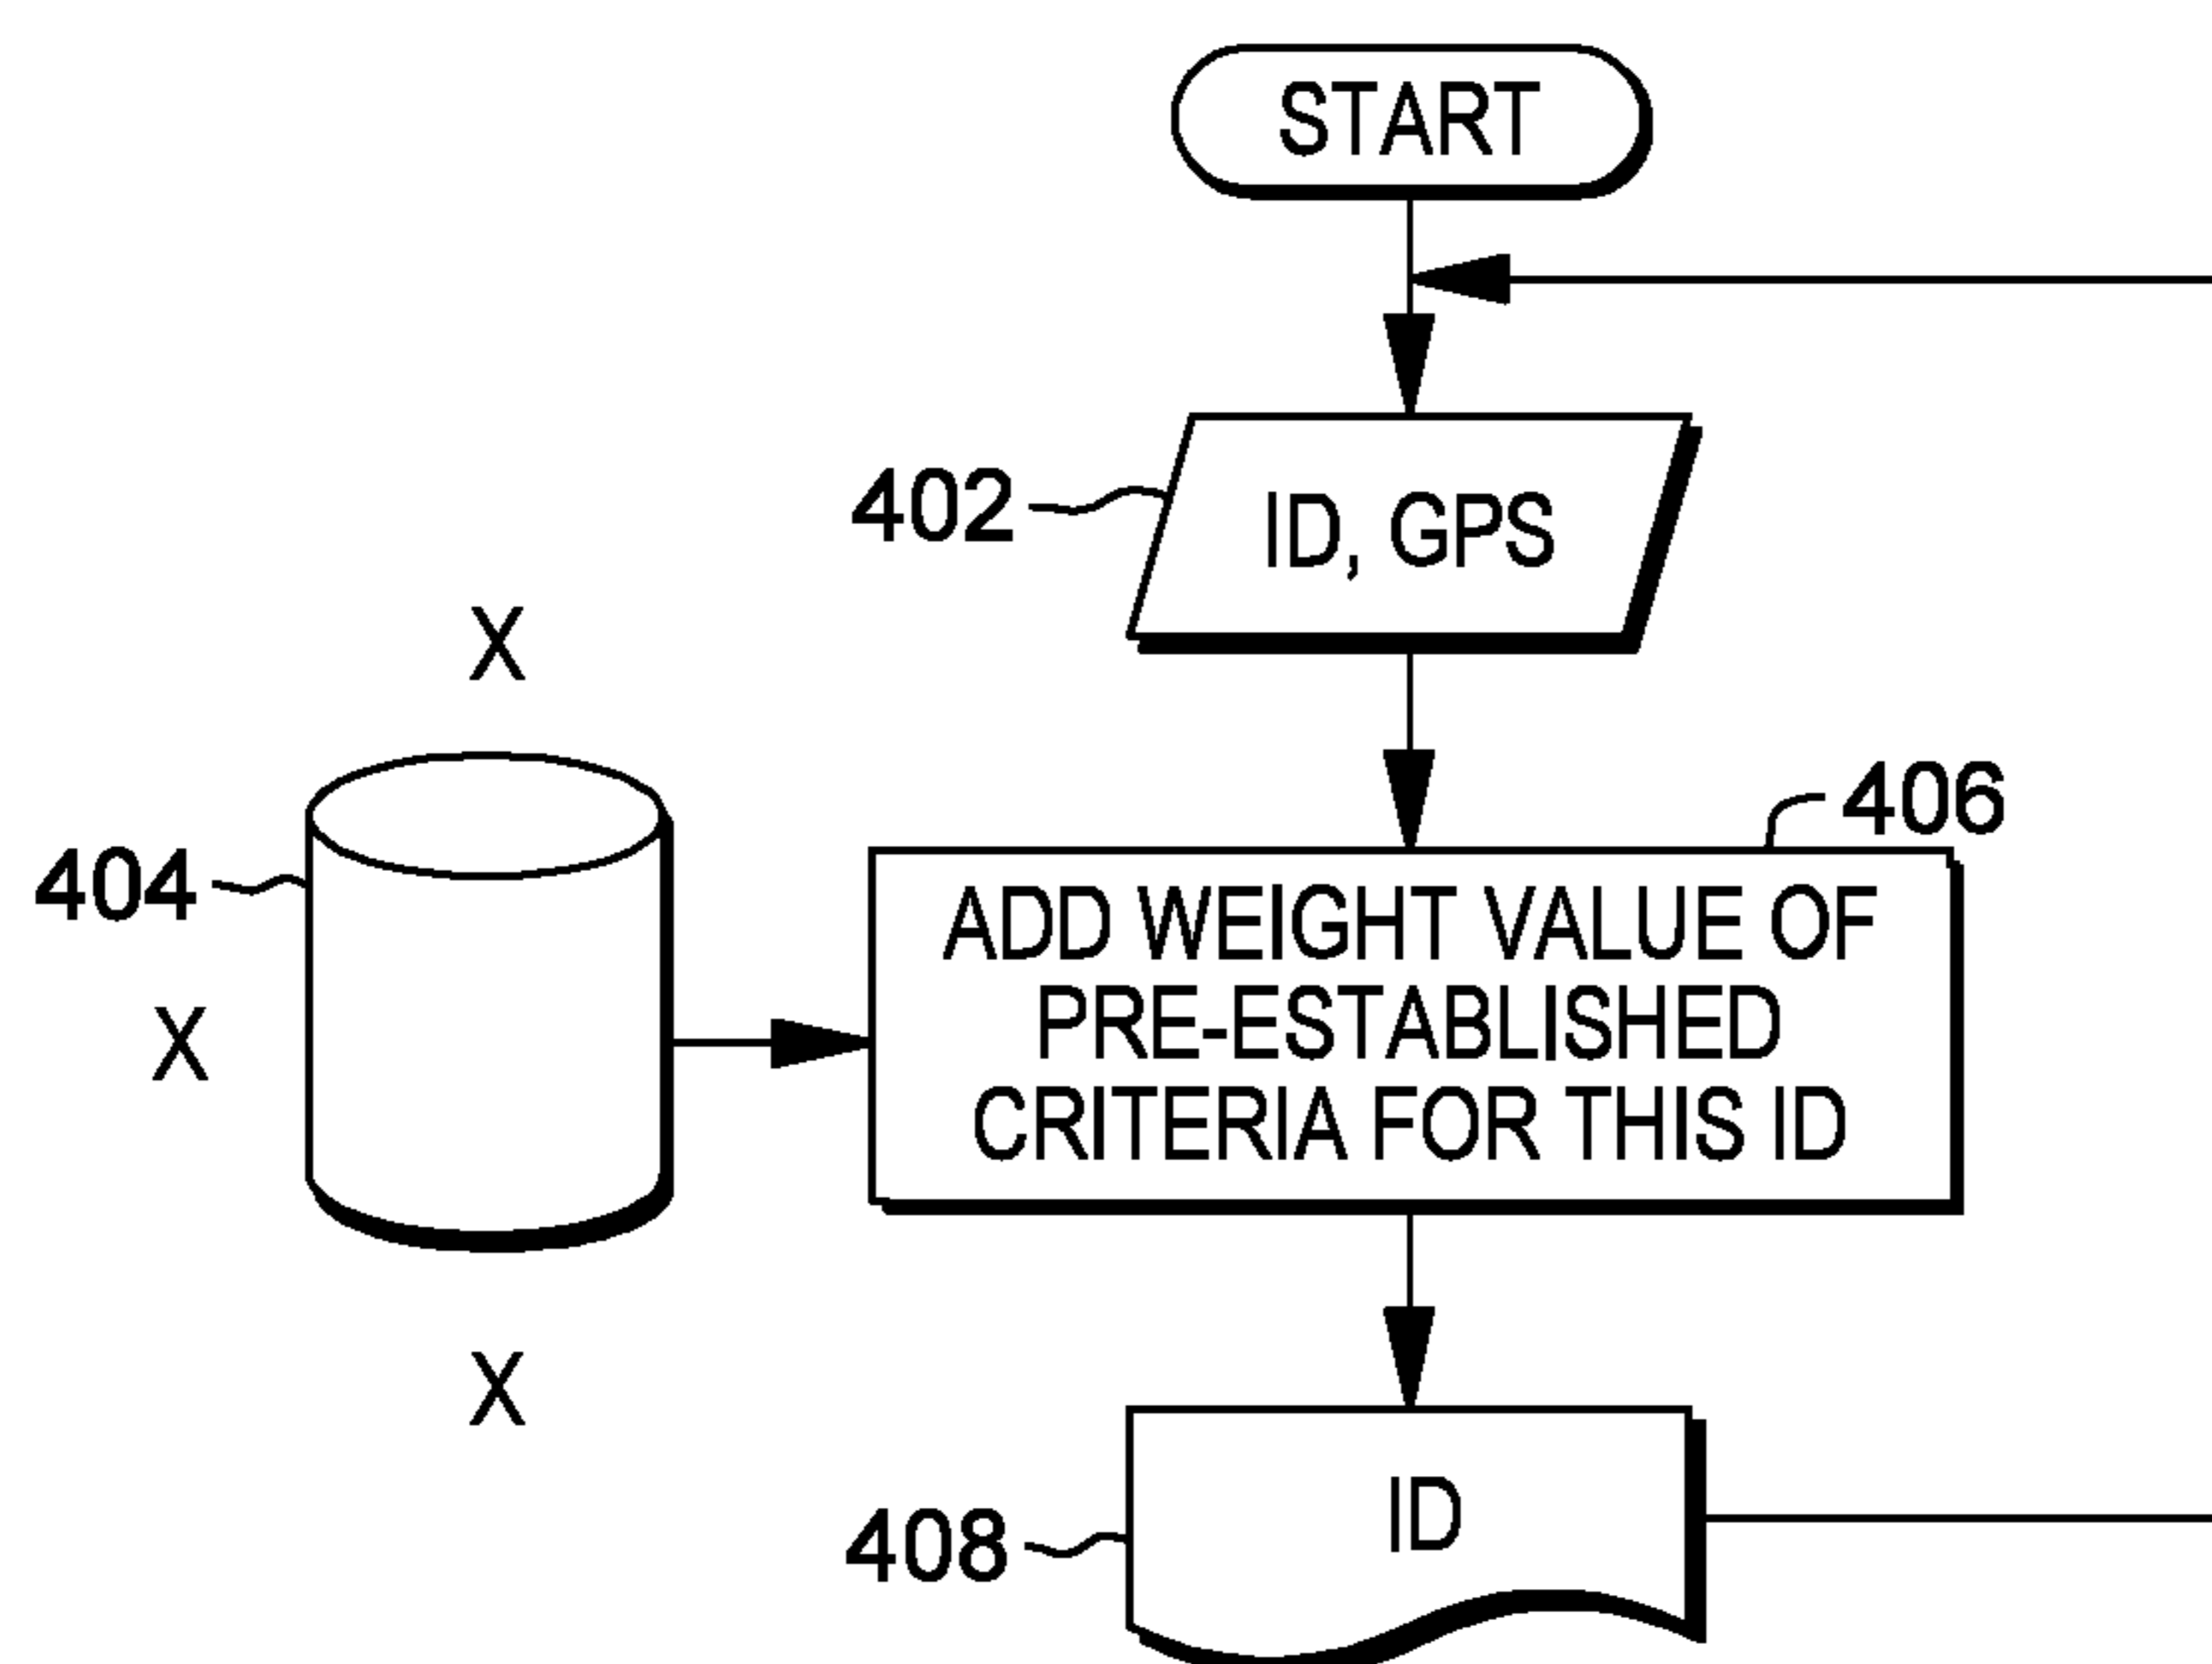 START
402
ID, GPS
X
404
406
ADD WEIGHT VALUE OF
PRE-ESTABLISHED
CRITERIA FOR THIS ID
X
X
ID
408